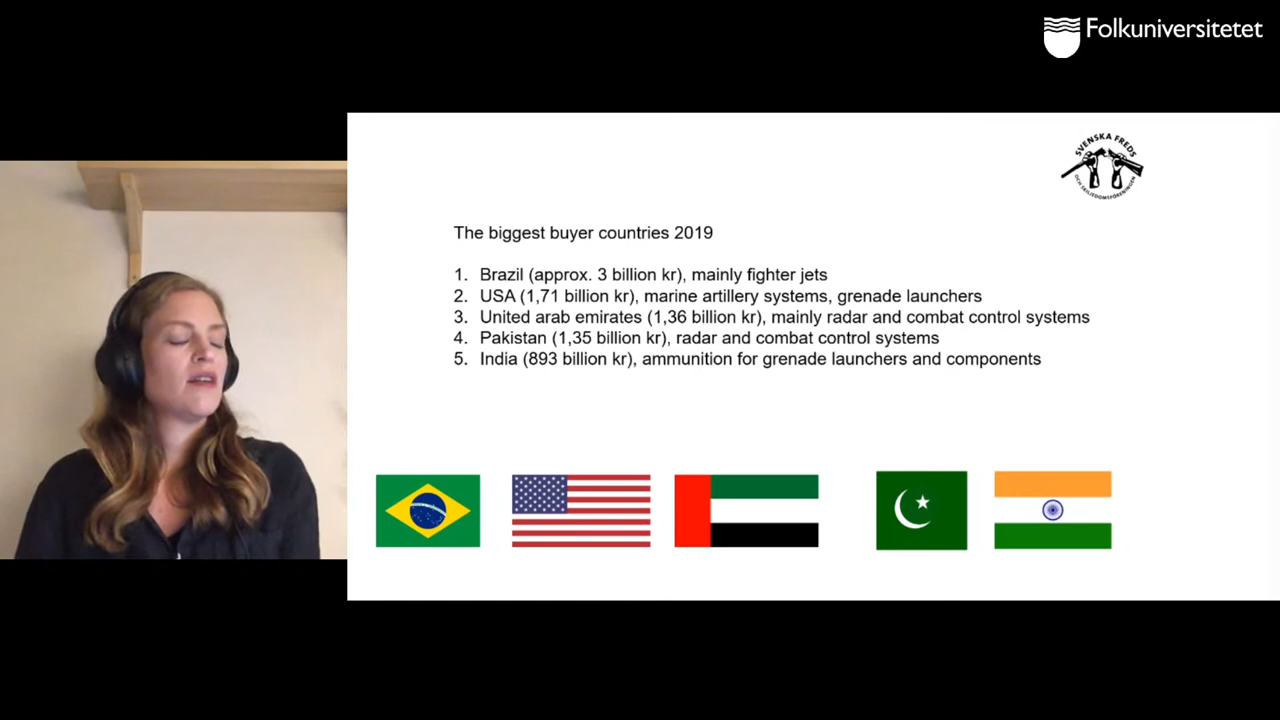 Folkuniversitetet
SVENSKA FREDS
OCH SKILJEDOMSFÖRENINGEN
The biggest buyer countries 2019
1. Brazil (approx. 3 billion kr), mainly fighter jets
2. USA (1,71 billion kr), marine artillery systems, grenade launchers
3. United arab emirates (1,36 billion kr), mainly radar and combat control systems
4. Pakistan (1,35 billion kr), radar and combat control systems
5. India (893 billion kr), ammunition for grenade launchers and components